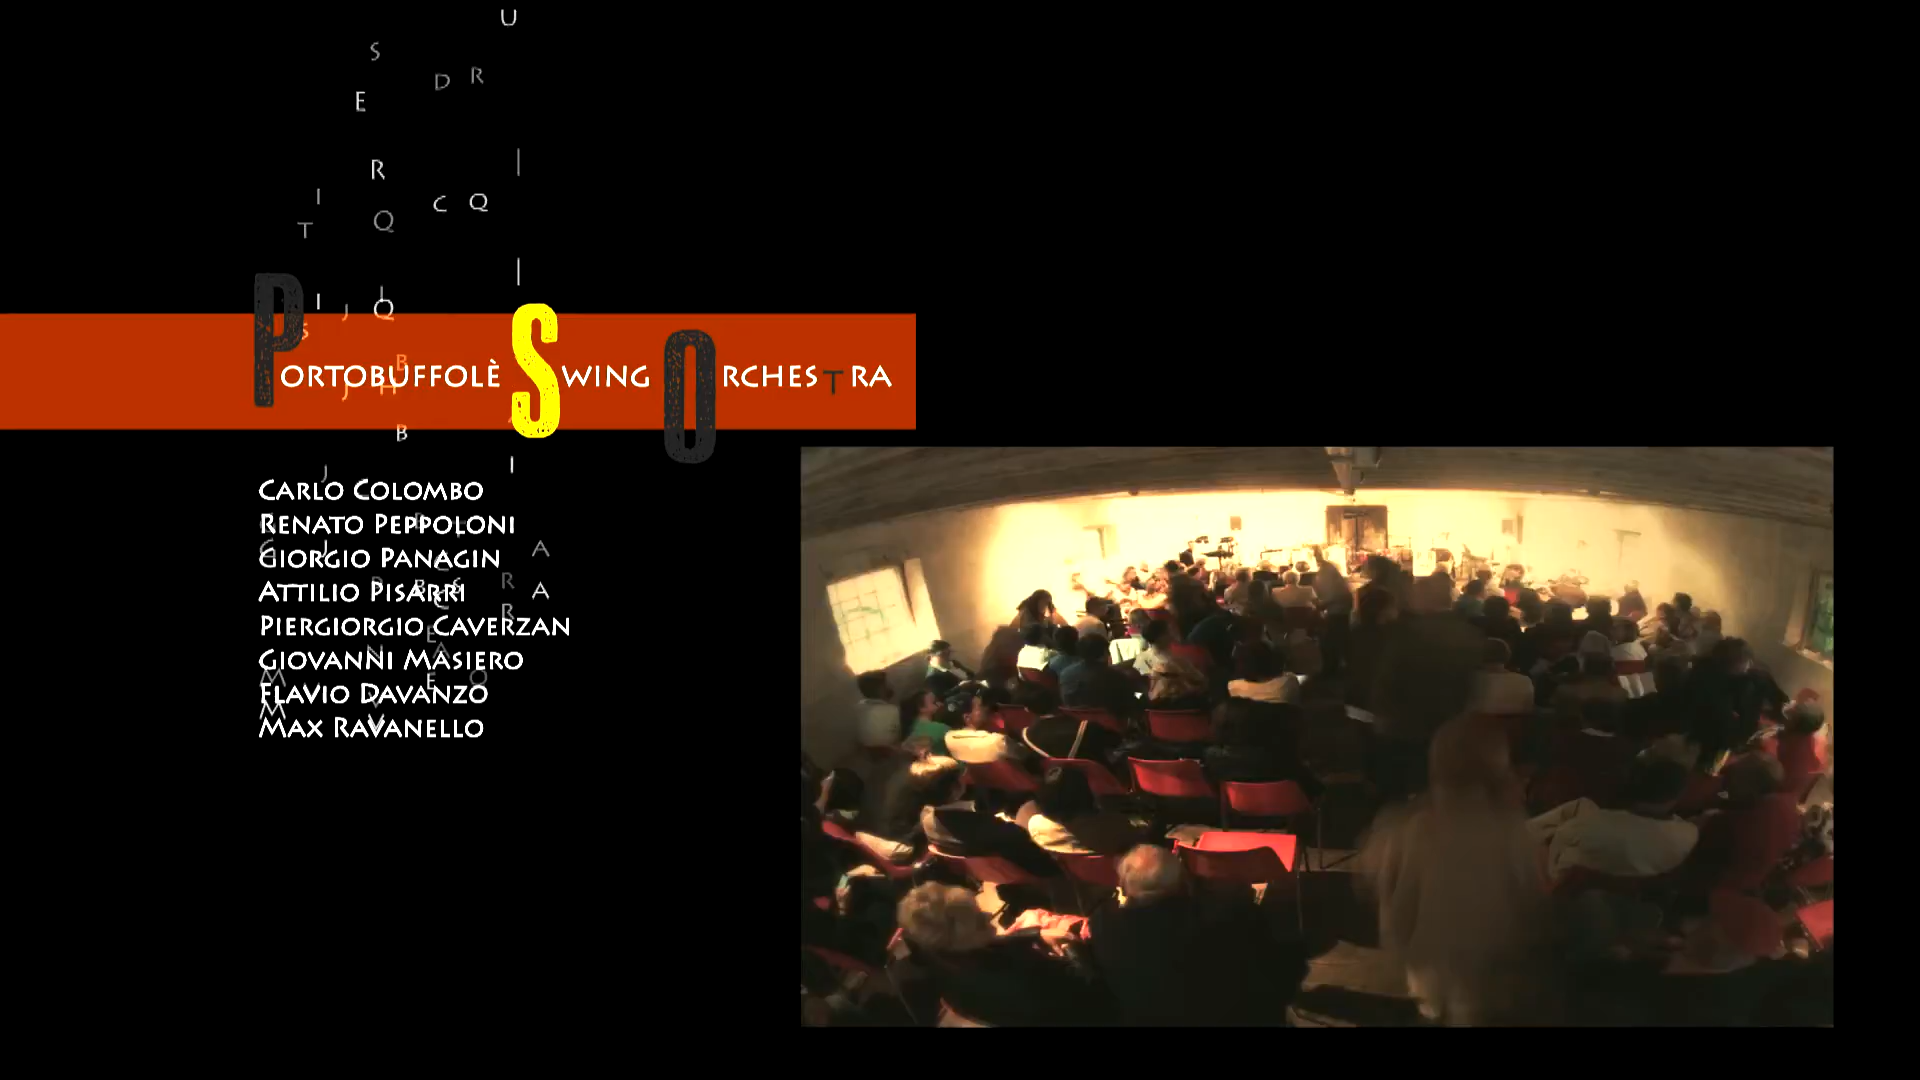 Portobuffolè Swing Orchestra
Carlo Colombo
Renato Peppoloni
Giorgio Panagin
Attilio Pisarri
Piergiorgio Caverzan
Giovanni Masiero
Flavio Davanzo
Max Ravanello